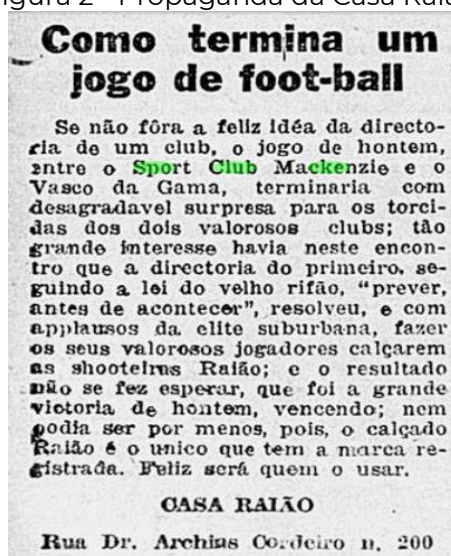 Figura 2 - Propaganda da Casa Raiã
Como termina um
jogo de foot-ball
Se não fôra a feliz idéa da directo-
ria de um club, o jogo de hontem,
entre o Sport Club Mackenzie e o
Vasco da Gama, terminaria com
desagradavel surpresa para os torci-
das dos dois valorosos clubs; tão
grande interesse havia neste encon-
tro que a directoria do primeiro, se-
guindo a lei do velho rifão, "prever,
antes de acontecer", resolveu, e com
applausos da elite suburbana, fazer
os seus valorosos jogadores calçarem
as shooteiras Raião; e o resultado
não se fez esperar, que foi a grande
victoria de hontem, vencendo; nem
podia ser por menos, pois, o calçado
Raião é o unico que tem a marca re-
gistrada. Feliz será quem o usar.
CASA RAIÃO
Rua Dr. Archias Cordeiro n. 200